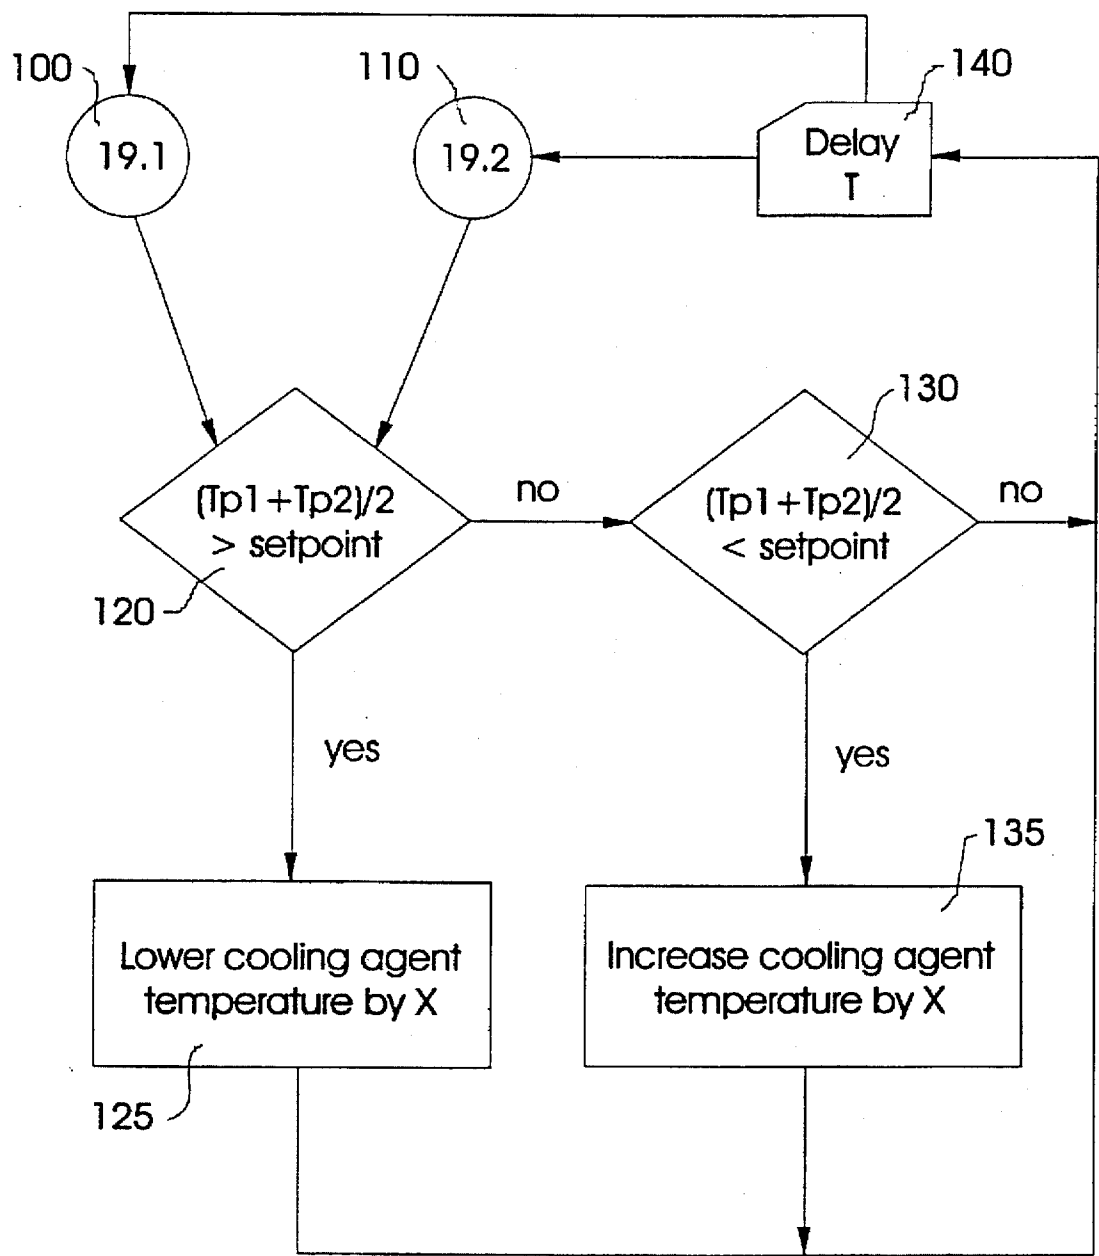 100
110
140
19.1
19.2
Delay
T
130
(Tp1+Tp2)/2
> setpoint
no
(Tp1+Tp2)/2
< setpoint
no
120
yes
yes
135
Lower cooling agent
temperature by X
Increase cooling agent
temperature by X
125